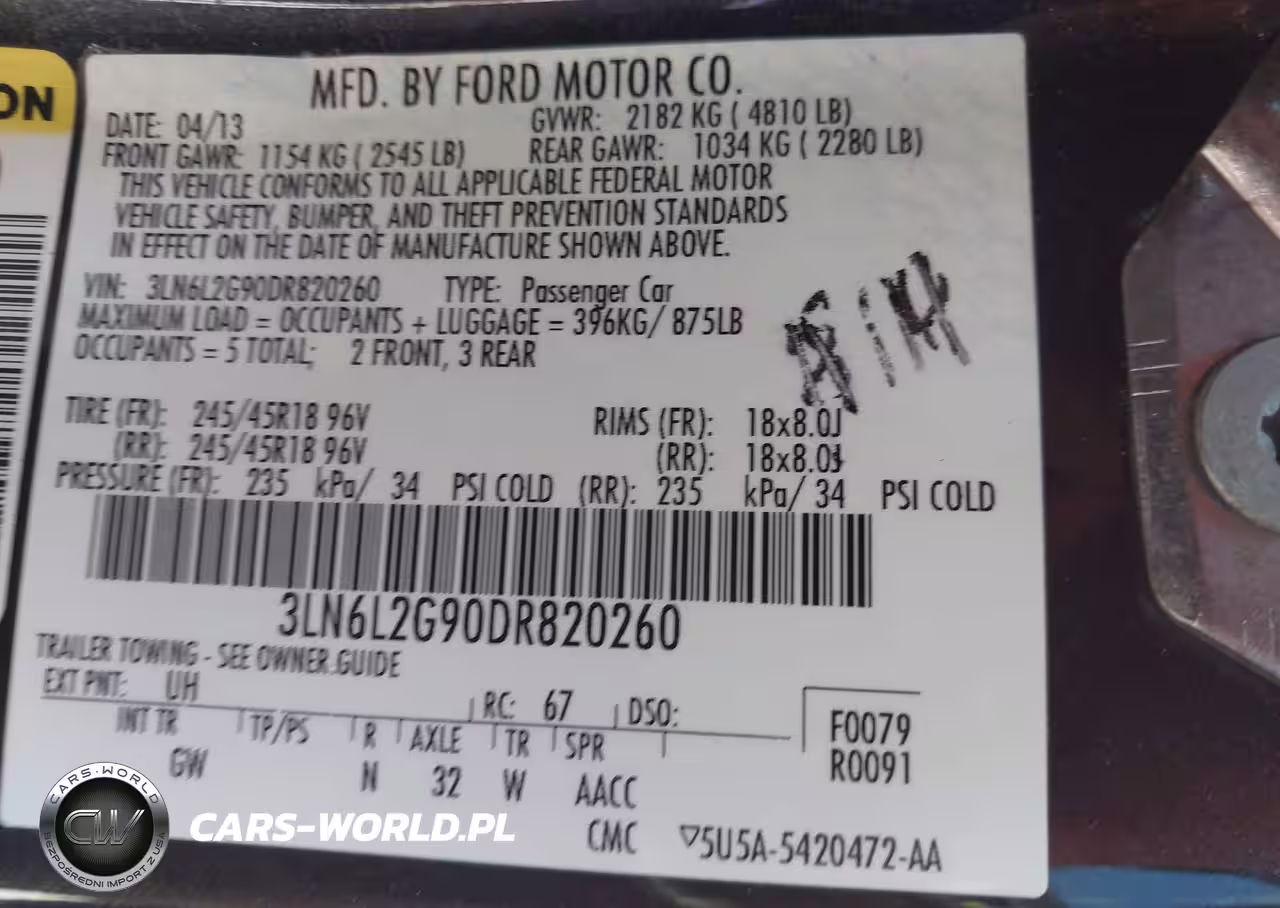 ON
MFD. BY FORD MOTOR CO.
DATE: 04/13 GVWR: 2182 KG ( 4810 LB)
FRONT GAWR: 1154 KG ( 2545 LB) REAR GAWR: 1034 KG ( 2280 LB)
THIS VEHICLE CONFORMS TO ALL APPLICABLE FEDERAL MOTOR
VEHICLE SAFETY, BUMPER, AND THEFT PREVENTION STANDARDS
IN EFFECT ON THE DATE OF MANUFACTURE SHOWN ABOVE.
VIN: 3LN6L2G90DR820260 TYPE: Passenger Car
MAXIMUM LOAD = OCCUPANTS + LUGGAGE = 396KG/ 875LB
OCCUPANTS = 5 TOTAL; 2 FRONT, 3 REAR
TIRE (FR): 245/45R18 96V RIMS (FR): 18x8.0J
(RR): 245/45R18 96V (RR): 18x8.0J
PRESSURE (FR): 235 kPa/ 34 PSI COLD (RR): 235 kPa/ 34 PSI COLD
3LN6L2G90DR820260
TRAILER TOWING - SEE OWNER GUIDE
EXT PNT: UH RC: 67 DSO:
INT TR TP/PS R AXLE TR SPR
GW N 32 W AACC
F0079
R0091
CMC ▽5U5A-5420472-AA
CARS-WORLD
CW
BEZPOŚREDNI IMPORT Z USA
CARS-WORLD.PL